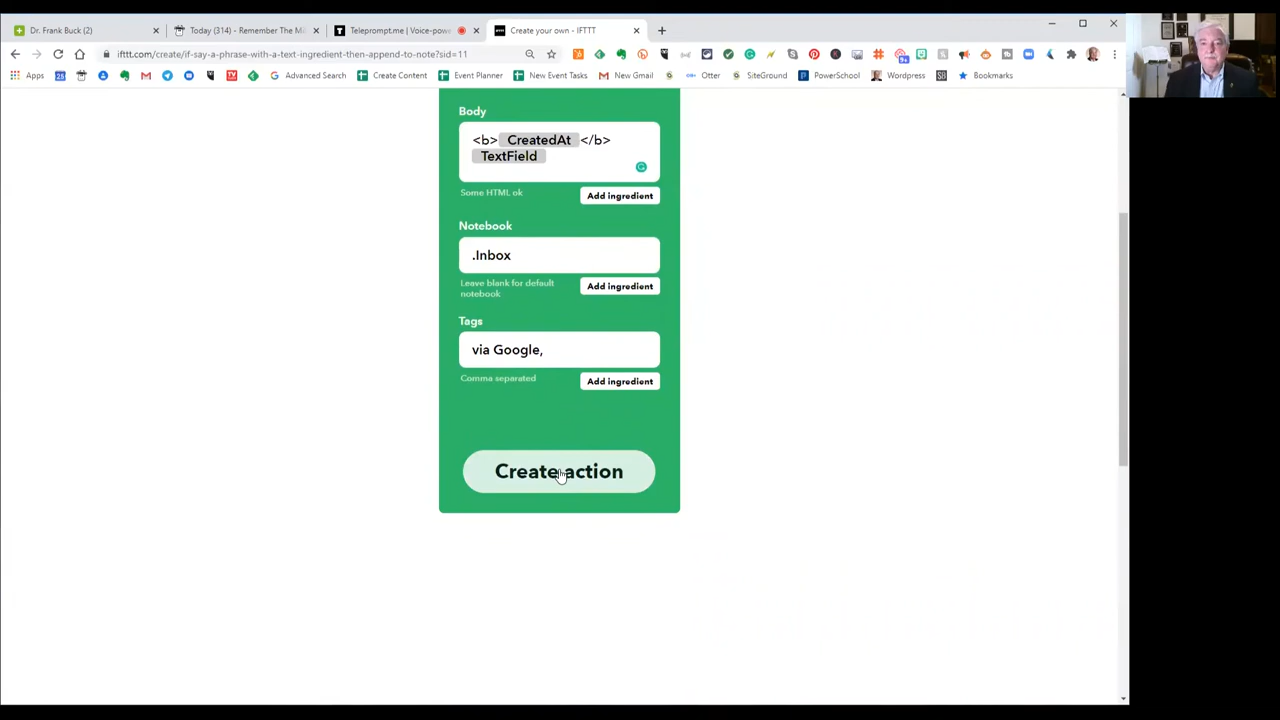 Dr. Frank Buck (2)
Today (314) - Remember The Mi
Teleprompt.me | Voice-pow
Create your own - IFTTT
ifttt.com/create/if-say-a-phrase-with-a-text-ingredient-then-append-to-note?sid=11
Apps
Advanced Search
Create Content
Event Planner
New Event Tasks
New Gmail
Otter
SiteGround
PowerSchool
Wordpress
Bookmarks
Body
<b> CreatedAt </b>
TextField
Some HTML ok
Add ingredient
Notebook
.Inbox
Leave blank for default
notebook
Add ingredient
Tags
via Google,
Comma separated
Add ingredient
Create action